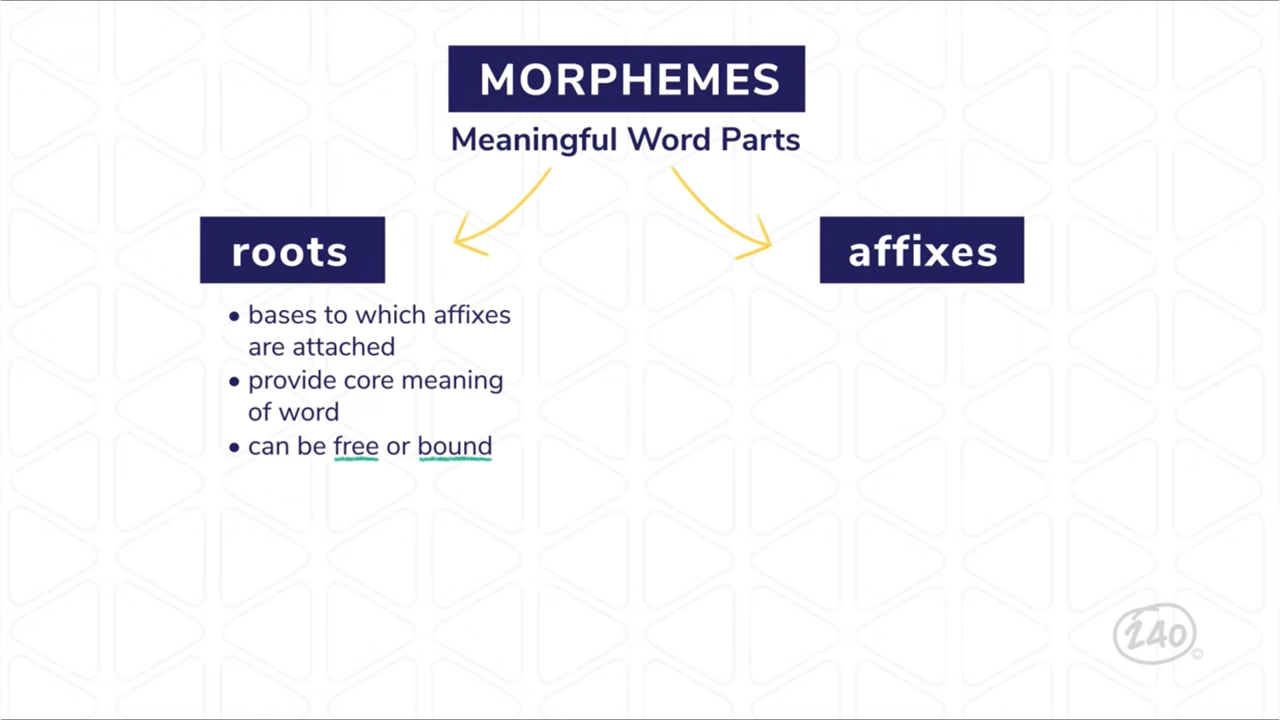 MORPHEMES
Meaningful Word Parts
roots
affixes
• bases to which affixes
are attached
• provide core meaning
of word
• can be free or bound
240
©